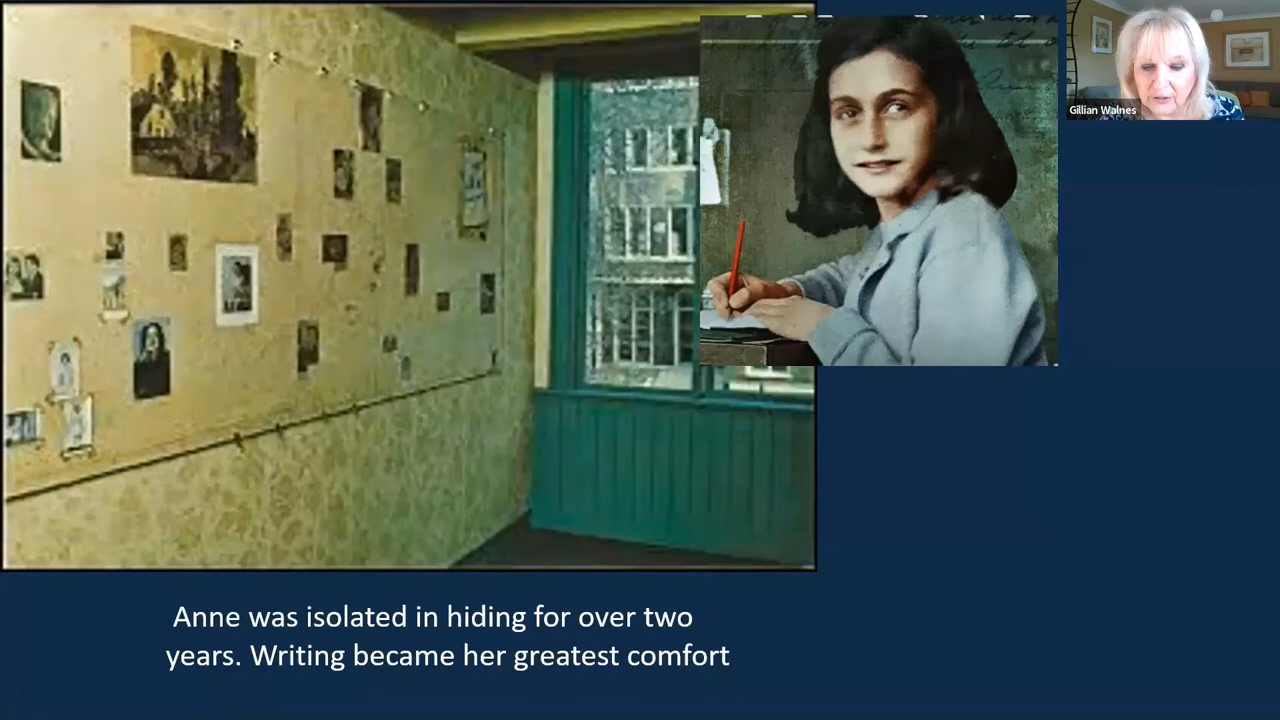 Gillian Walnes
Anne was isolated in hiding for over two
years. Writing became her greatest comfort